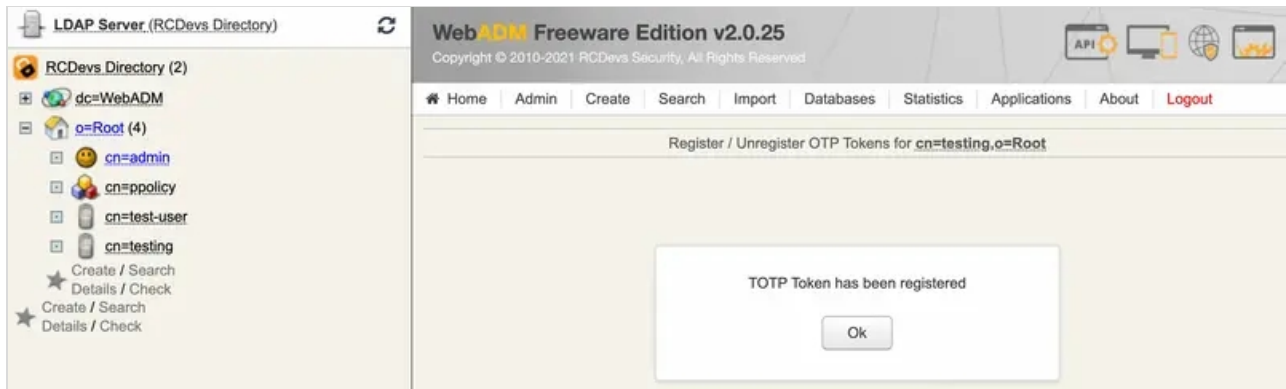 LDAP Server (RCDevs Directory)
RCDevs Directory (2)
dc=WebADM
o=Root (4)
cn=admin
cn=ppolicy
cn=test-user
cn=testing
Create / Search
Details / Check
Create / Search
Details / Check
WebADM Freeware Edition v2.0.25
Copyright © 2010-2021 RCDevs Security, All Rights Reserved
API
Home Admin Create Search Import Databases Statistics Applications About Logout
Register / Unregister OTP Tokens for cn=testing,o=Root
TOTP Token has been registered
Ok